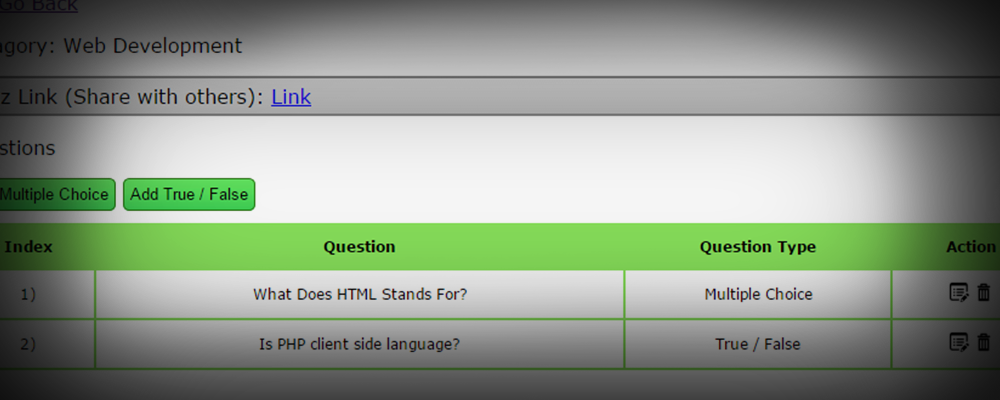 Go Back
gory: Web Development
z Link (Share with others): Link
stions
Multiple Choice Add True / False
Index Question Question Type Action
1) What Does HTML Stands For? Multiple Choice
2) Is PHP client side language? True / False